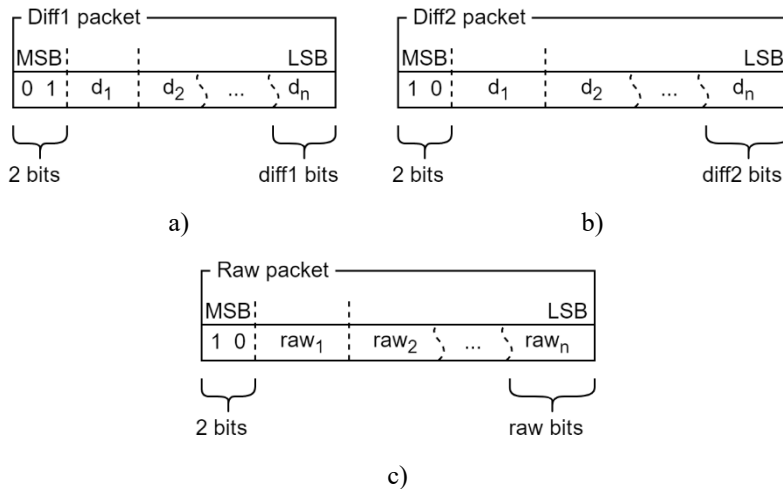 Diff1 packet
MSB LSB
0 1 d1 d2 ... dn
2 bits diff1 bits
a)
Diff2 packet
MSB LSB
1 0 d1 d2 ... dn
2 bits diff2 bits
b)
Raw packet
MSB LSB
1 0 raw1 raw2 ... rawn
2 bits raw bits
c)